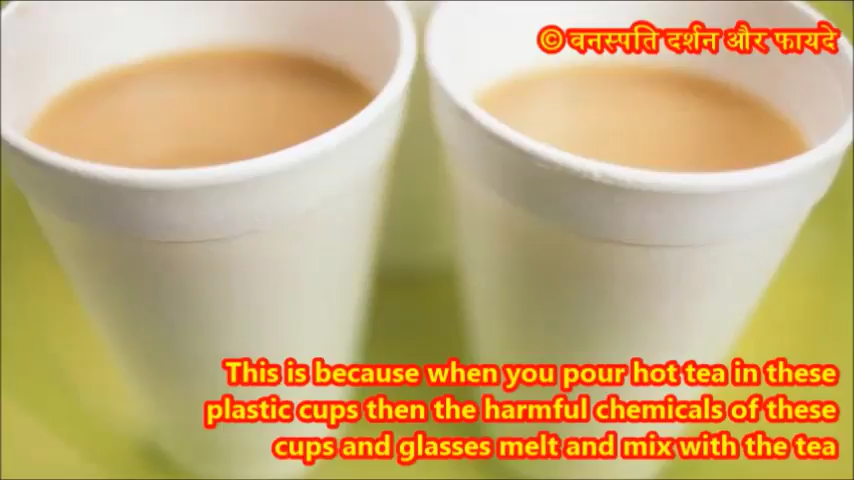 © वनस्पति दर्शन और फायदे
This is because when you pour hot tea in these
plastic cups then the harmful chemicals of these
cups and glasses melt and mix with the tea